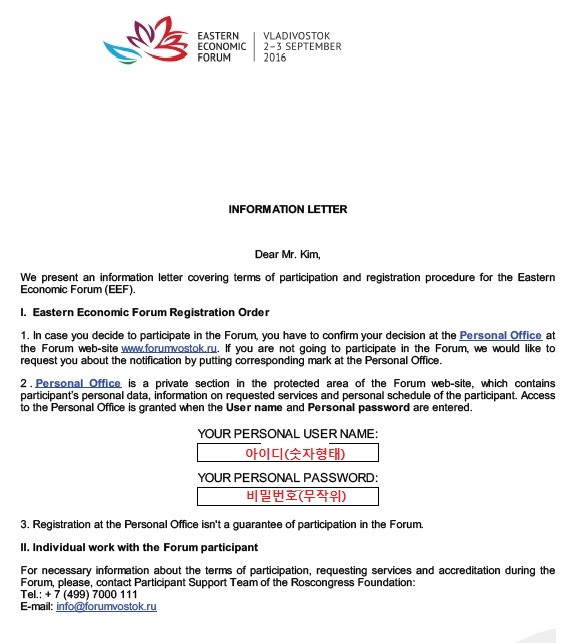 EASTERN
ECONOMIC
FORUM
VLADIVOSTOK
2–3 SEPTEMBER
2016
INFORMATION LETTER
Dear Mr. Kim,
We present an information letter covering terms of participation and registration procedure for the Eastern
Economic Forum (EEF).
I. Eastern Economic Forum Registration Order
1. In case you decide to participate in the Forum, you have to confirm your decision at the Personal Office at
the Forum web-site www.forumvostok.ru. If you are not going to participate in the Forum, we would like to
request you about the notification by putting corresponding mark at the Personal Office.
2 . Personal Office is a private section in the protected area of the Forum web-site, which contains
participant's personal data, information on requested services and personal schedule of the participant. Access
to the Personal Office is granted when the User name and Personal password are entered.
YOUR PERSONAL USER NAME:
아이디(숫자형태)
YOUR PERSONAL PASSWORD:
비밀번호(무작위)
3. Registration at the Personal Office isn't a guarantee of participation in the Forum.
II. Individual work with the Forum participant
For necessary information about the terms of participation, requesting services and accreditation during the
Forum, please, contact Participant Support Team of the Roscongress Foundation:
Tel.: + 7 (499) 7000 111
E-mail: info@forumvostok.ru